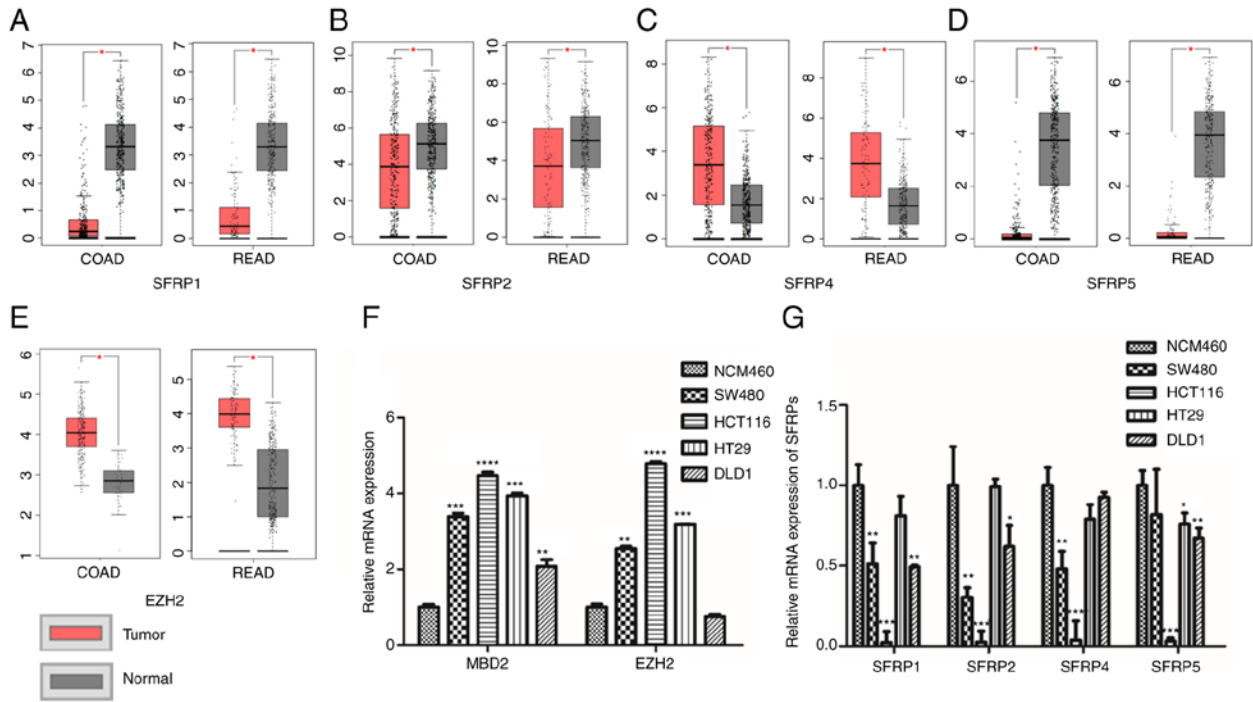 A
B
C
D
7
6
5
4
3
2
1
0
*
COAD
7
6
5
4
3
2
1
0
*
READ
SFRP1
10
8
6
4
2
0
*
COAD
10
8
6
4
2
0
*
READ
SFRP2
8
6
4
2
0
*
COAD
8
6
4
2
0
*
READ
SFRP4
6
4
2
0
*
COAD
6
4
2
0
*
READ
SFRP5
E
6
5
4
3
2
1
*
COAD
5
4
3
2
1
0
*
READ
EZH2
Tumor
Normal
F
Relative mRNA expression
6
4
2
0
*** **** *** **
** **** ***
MBD2 EZH2
NCM460
SW480
HCT116
HT29
DLD1
G
Relative mRNA expression of SFRPs
1.5
1.0
0.5
0.0
** *** **
** *** *
** ***
*** * **
SFRP1 SFRP2 SFRP4 SFRP5
NCM460
SW480
HCT116
HT29
DLD1